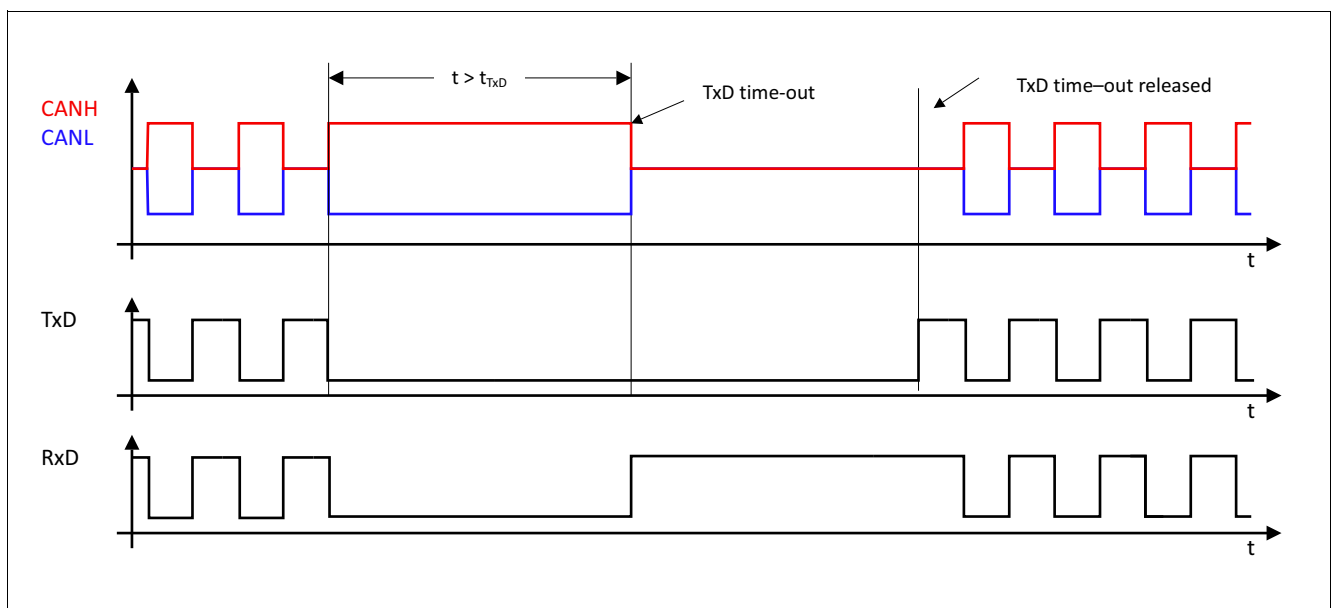 t > tTxD
TxD time-out
TxD time–out released
CANH
CANL
t
TxD
t
RxD
t